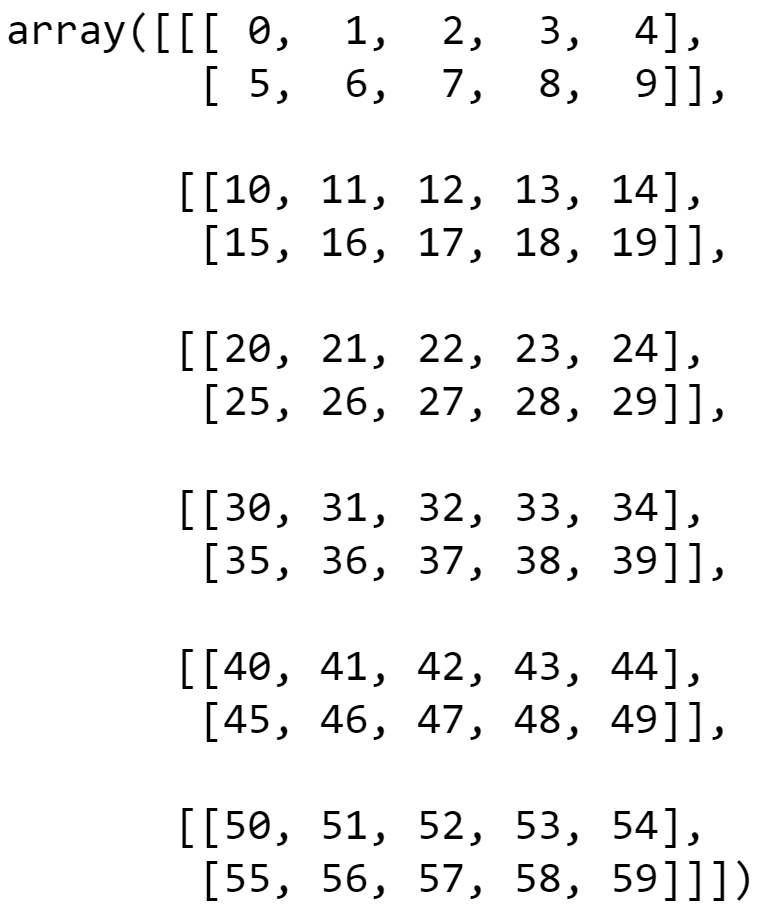 array([[[ 0,  1,  2,  3,  4],
        [ 5,  6,  7,  8,  9]],

       [[10, 11, 12, 13, 14],
        [15, 16, 17, 18, 19]],

       [[20, 21, 22, 23, 24],
        [25, 26, 27, 28, 29]],

       [[30, 31, 32, 33, 34],
        [35, 36, 37, 38, 39]],

       [[40, 41, 42, 43, 44],
        [45, 46, 47, 48, 49]],

       [[50, 51, 52, 53, 54],
        [55, 56, 57, 58, 59]]])